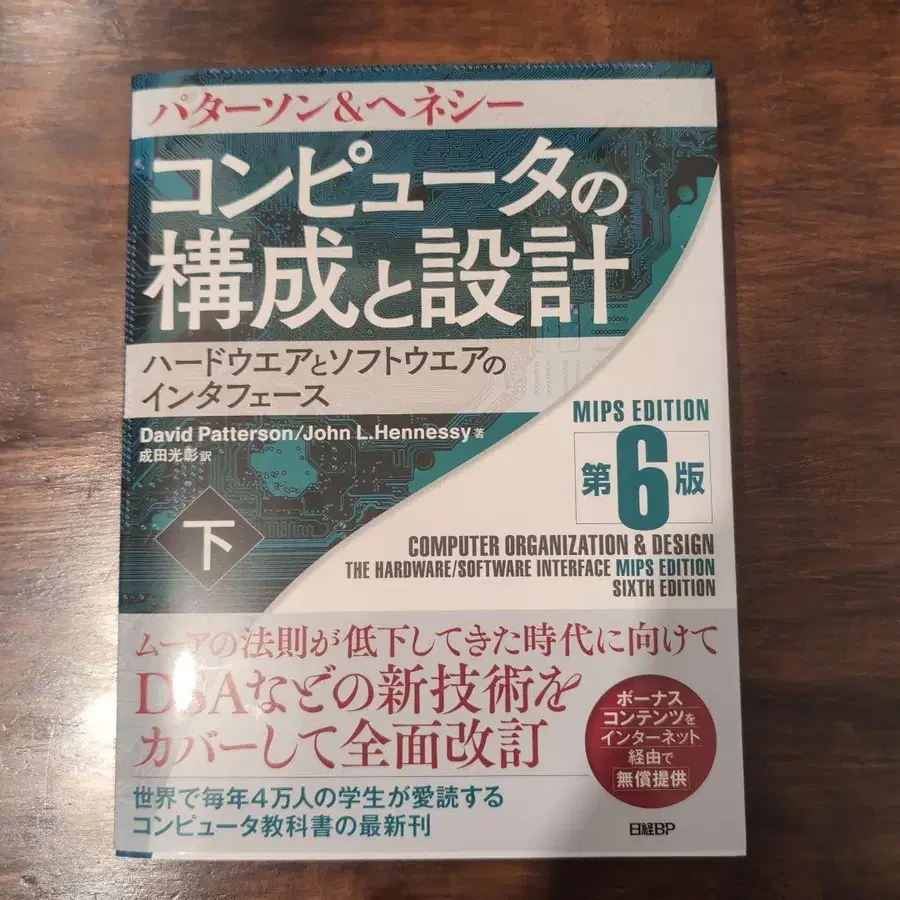 パターソン&ヘネシー
コンピュータの
構成と設計
ハードウエアとソフトウエアの
インタフェース
David Patterson/John L.Hennessy 著
成田光彰 訳
MIPS EDITION
第6版
下
COMPUTER ORGANIZATION & DESIGN
THE HARDWARE/SOFTWARE INTERFACE MIPS EDITION
SIXTH EDITION
ムーアの法則が低下してきた時代に向けて
DSAなどの新技術を
カバーして全面改訂
ボーナス
コンテンツを
インターネット
経由で
無償提供
世界で毎年4万人の学生が愛読する
コンピュータ教科書の最新刊
日経BP